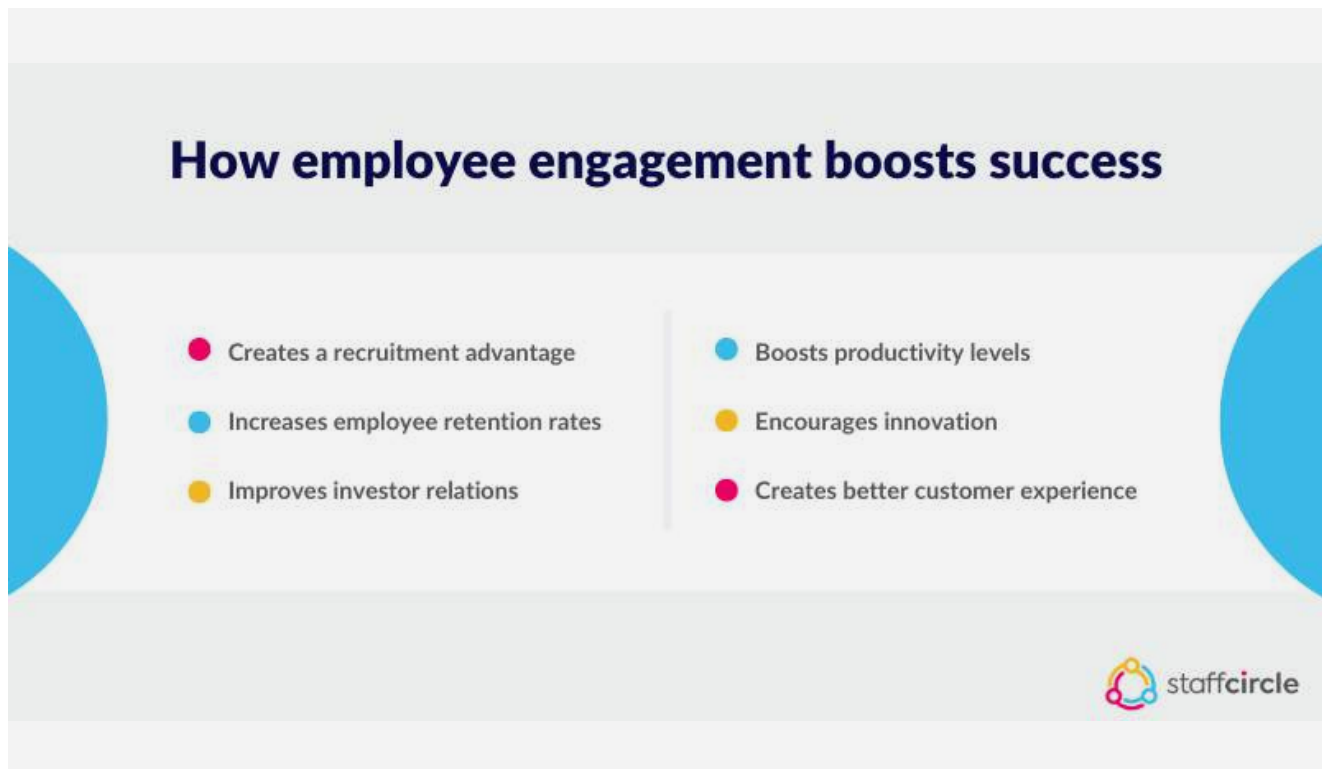 How employee engagement boosts success
Creates a recruitment advantage
Increases employee retention rates
Improves investor relations
Boosts productivity levels
Encourages innovation
Creates better customer experience
staffcircle